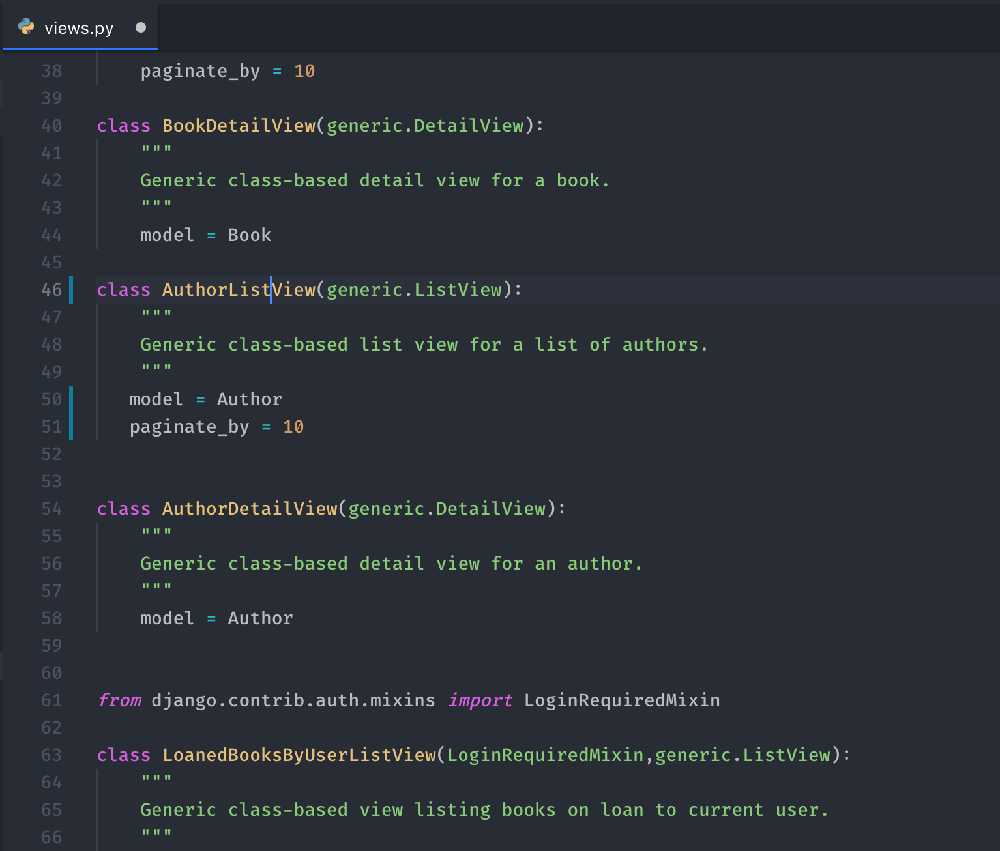 views.py
38 paginate_by = 10
39
40 class BookDetailView(generic.DetailView):
41 """
42 Generic class-based detail view for a book.
43 """
44 model = Book
45
46 class AuthorListView(generic.ListView):
47 """
48 Generic class-based list view for a list of authors.
49 """
50 model = Author
51 paginate_by = 10
52
53
54 class AuthorDetailView(generic.DetailView):
55 """
56 Generic class-based detail view for an author.
57 """
58 model = Author
59
60
61 from django.contrib.auth.mixins import LoginRequiredMixin
62
63 class LoanedBooksByUserListView(LoginRequiredMixin,generic.ListView):
64 """
65 Generic class-based view listing books on loan to current user.
66 """